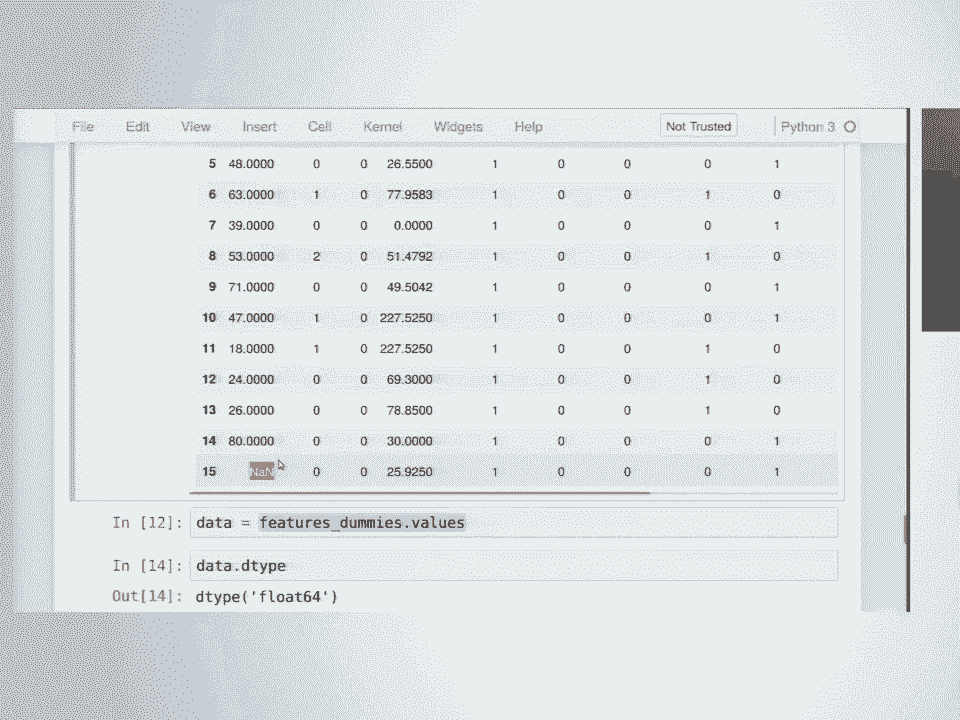 File Edit View Insert Cell Kernel Widgets Help Not Trusted Python 3
5 48.0000 0 0 26.5500 1 0 0 0 1
6 63.0000 1 0 77.9583 1 0 0 1 0
7 39.0000 0 0 0.0000 1 0 0 0 1
8 53.0000 2 0 51.4792 1 0 0 1 0
9 71.0000 0 0 49.5042 1 0 0 0 1
10 47.0000 1 0 227.5250 1 0 0 0 1
11 18.0000 1 0 227.5250 1 0 0 1 0
12 24.0000 0 0 69.3000 1 0 0 1 0
13 26.0000 0 0 78.8500 1 0 0 1 0
14 80.0000 0 0 30.0000 1 0 0 0 1
15 NaN 0 0 25.9250 1 0 0 0 1
In [12]: data = features_dummies.values
In [14]: data.dtype
Out[14]: dtype('float64')